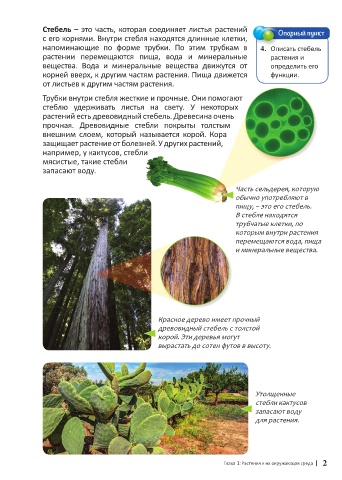 Стебель – это часть, которая соединяет листья растений
с его корнями. Внутри стебля находятся длинные клетки,
напоминающие по форме трубки. По этим трубкам в
растении перемещаются пища, вода и минеральные
вещества. Вода и минеральные вещества движутся от
корней вверх, к другим частям растения. Пища движется
от листьев к другим частям растения.
Трубки внутри стебля жесткие и прочные. Они помогают
стеблю удерживать листья на свету. У некоторых
растений есть древовидный стебель. Древесина очень
прочная. Древовидные стебли покрыты толстым
внешним слоем, который называется корой. Кора
защищает растение от болезней. У других растений,
например, у кактусов, стебли
мясистые, такие стебли
запасают воду.
Опорный пункт
4. Описать стебель
растения и
определить его
функции.
Часть сельдерея, которую
обычно употребляют в
пищу, – это его стебель.
В стебле находятся
трубчатые клетки, по
которым внутри растения
перемещаются вода, пища
и минеральные вещества.
Красное дерево имеет прочный
древовидный стебель с толстой
корой. Эти деревья могут
вырастать до сотен футов в высоту.
Утолщенные
стебли кактусов
запасают воду
для растения.
Глава 1: Растения и их окружающая среда | 2